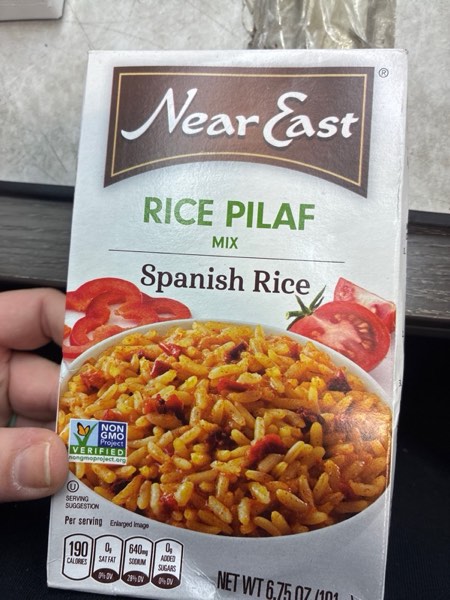 Near East ®
RICE PILAF
MIX
Spanish Rice
NON
GMO
Project
VERIFIED
nongmoproject.org
U
SERVING
SUGGESTION
Per serving Enlarged Image
190 0g 640mg 0g
CALORIES SAT FAT SODIUM ADDED
SUGARS
0% DV 28% DV 0% DV
NET WT 6.75 OZ (191